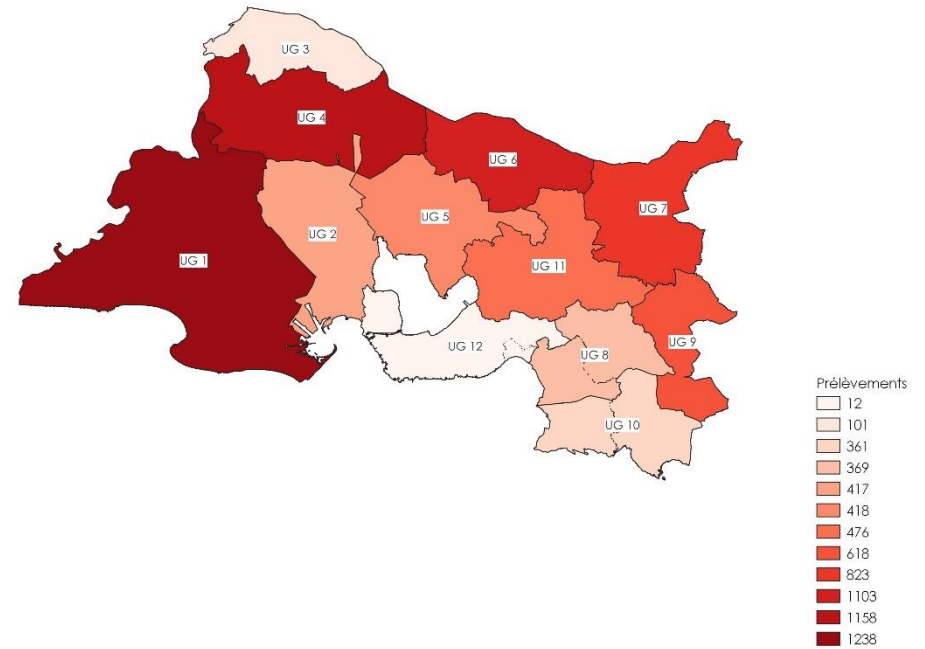 UG 3
UG 4
UG 6
UG 7
UG 5
UG 2
UG 1
UG 11
UG 9
UG 12
UG 8
UG 10
Prélèvements
12
101
361
369
417
418
476
618
823
1103
1158
1238